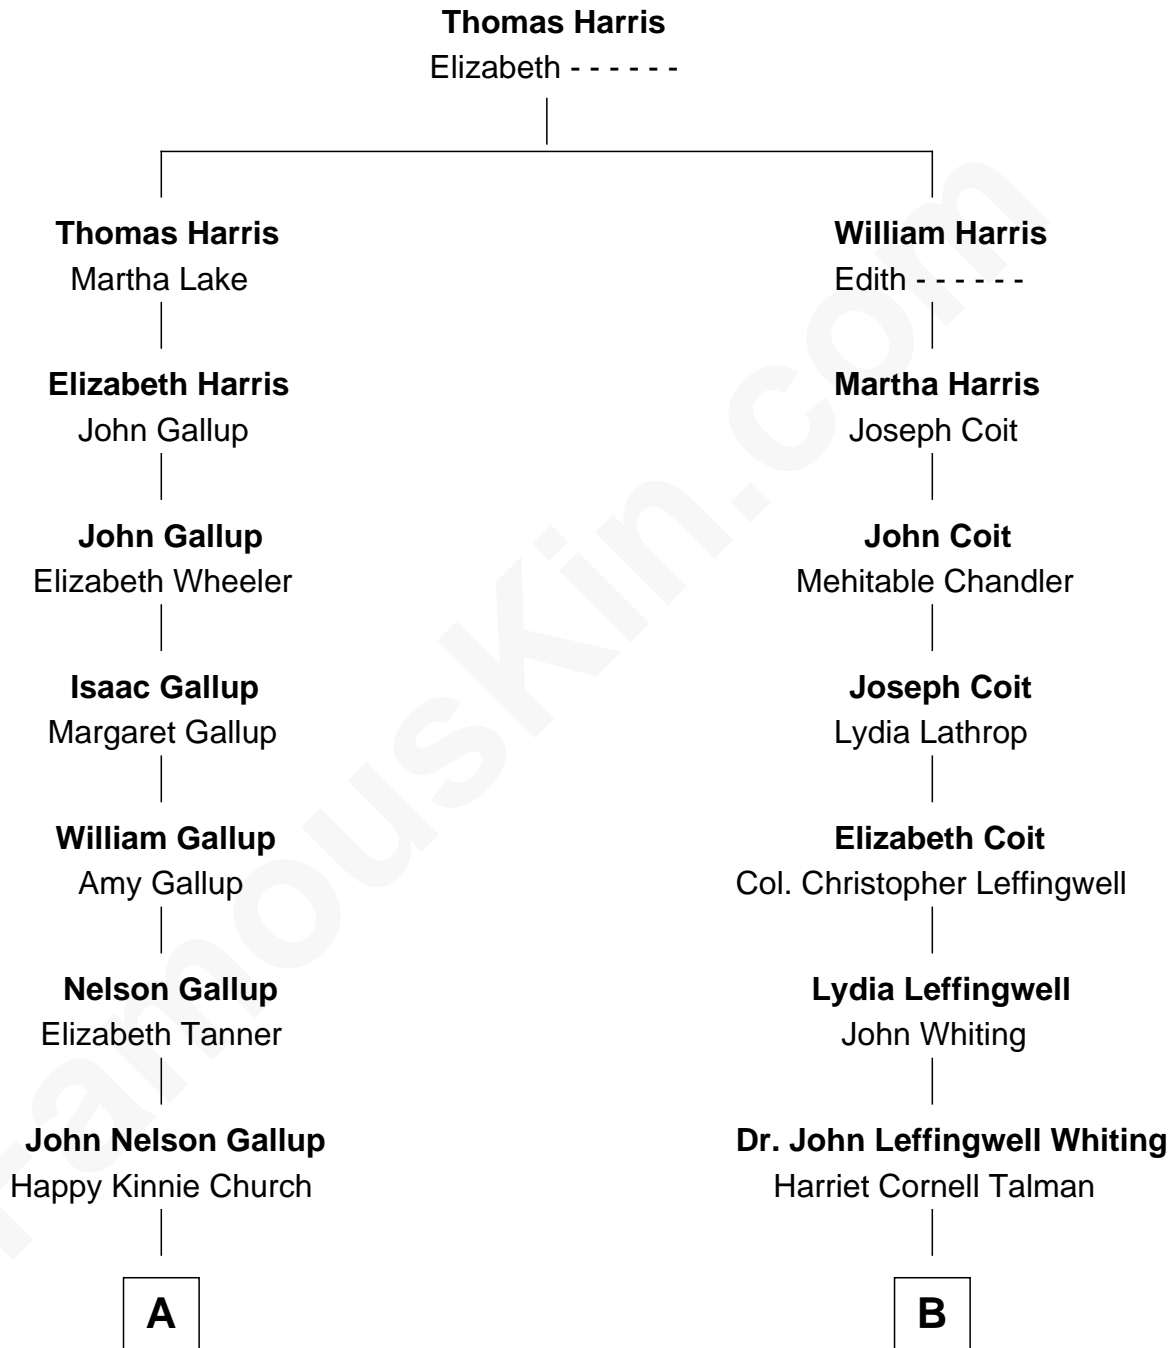 Thomas Harris
Elizabeth - - - - - -
Thomas Harris
Martha Lake
Elizabeth Harris
John Gallup
John Gallup
Elizabeth Wheeler
Isaac Gallup
Margaret Gallup
William Gallup
Amy Gallup
Nelson Gallup
Elizabeth Tanner
John Nelson Gallup
Happy Kinnie Church
A
William Harris
Edith - - - - - -
Martha Harris
Joseph Coit
John Coit
Mehitable Chandler
Joseph Coit
Lydia Lathrop
Elizabeth Coit
Col. Christopher Leffingwell
Lydia Leffingwell
John Whiting
Dr. John Leffingwell Whiting
Harriet Cornell Talman
B
FamousKin.com